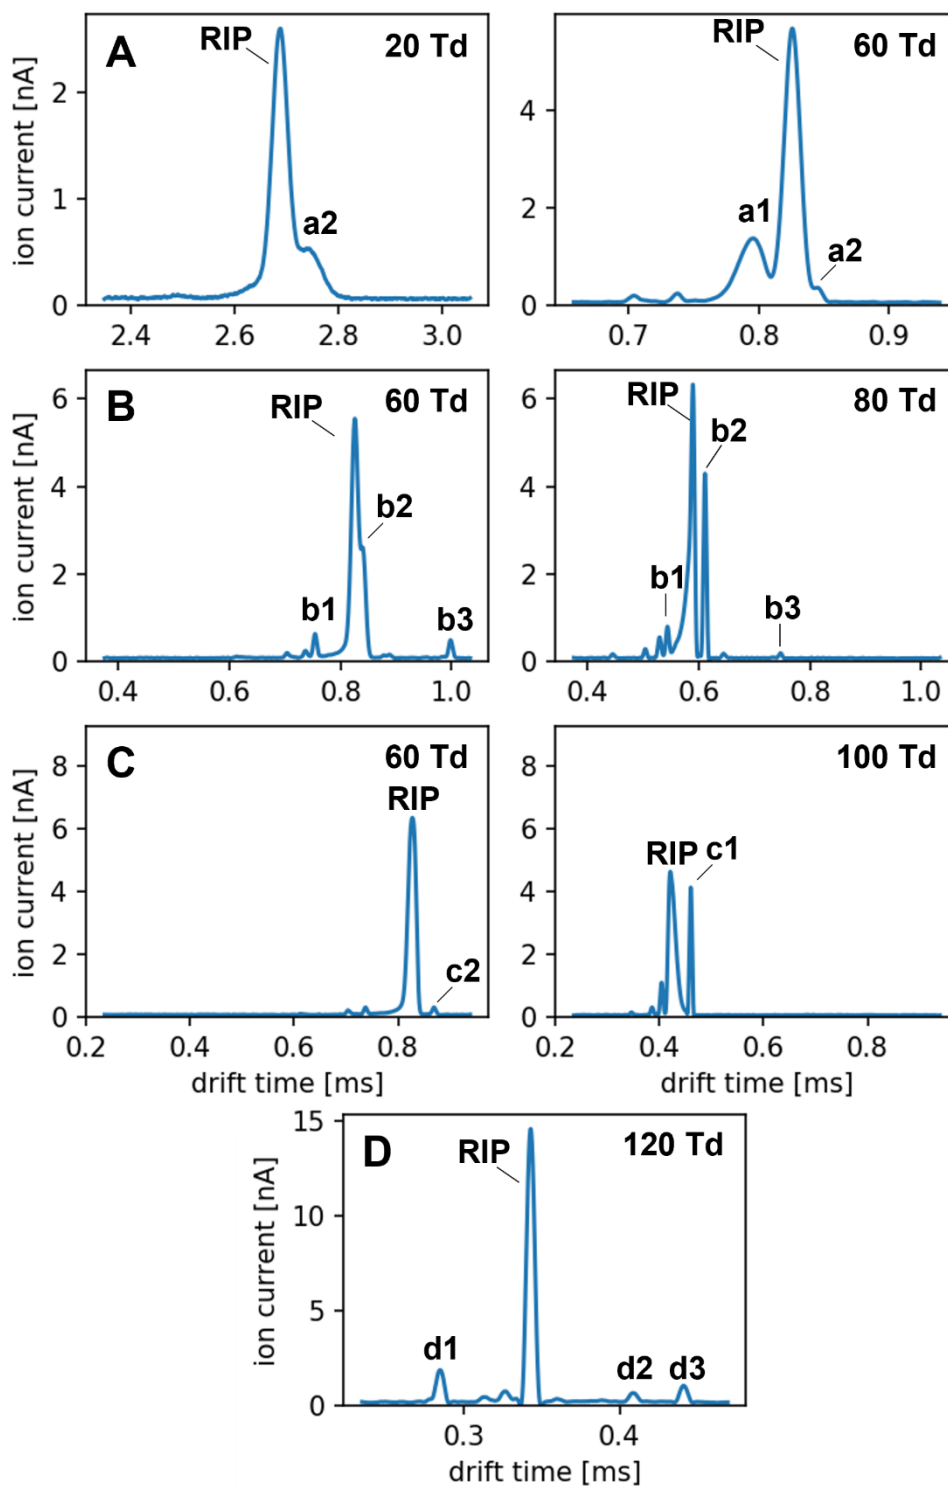 A
RIP
20 Td
a2
ion current [nA]
2
1
0
2.4
2.6
2.8
3.0
RIP
60 Td
a1
a2
4
2
0
0.7
0.8
0.9
B
60 Td
RIP
b2
b1
b3
ion current [nA]
6
4
2
0
0.4
0.6
0.8
1.0
RIP
80 Td
b2
b1
b3
6
4
2
0
0.4
0.6
0.8
1.0
C
60 Td
RIP
c2
ion current [nA]
8
6
4
2
0
0.2
0.4
0.6
0.8
drift time [ms]
100 Td
RIP
c1
8
6
4
2
0
0.2
0.4
0.6
0.8
drift time [ms]
D
RIP
120 Td
d1
d2
d3
ion current [nA]
15
10
5
0
0.3
0.4
drift time [ms]